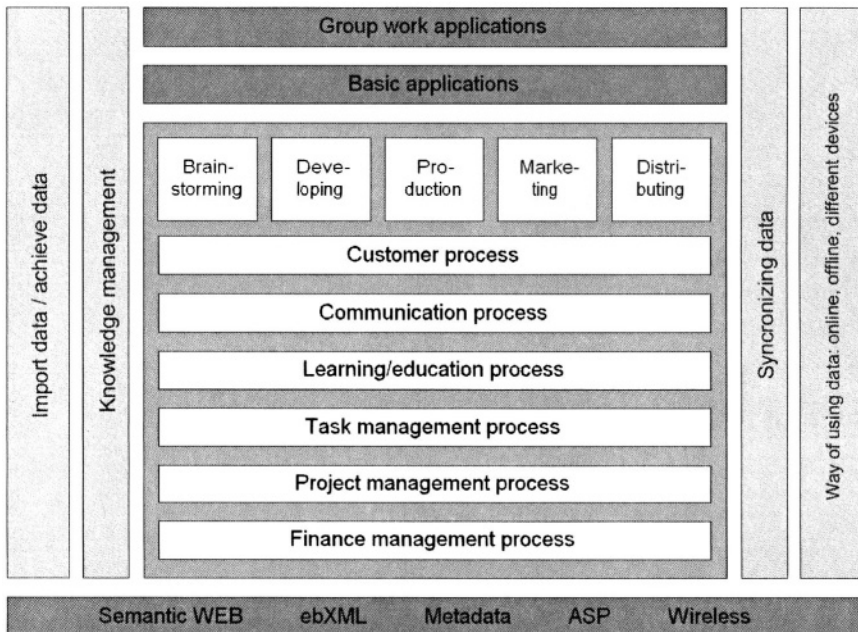 Group work applications
Basic applications
Import data / achieve data
Knowledge management
Brain-
storming
Deve-
loping
Pro-
duction
Marke-
ting
Distri-
buting
Customer process
Communication process
Learning/education process
Task management process
Project management process
Finance management process
Syncronizing data
Way of using data: online, offline, different devices
Semantic WEB ebXML Metadata ASP Wireless